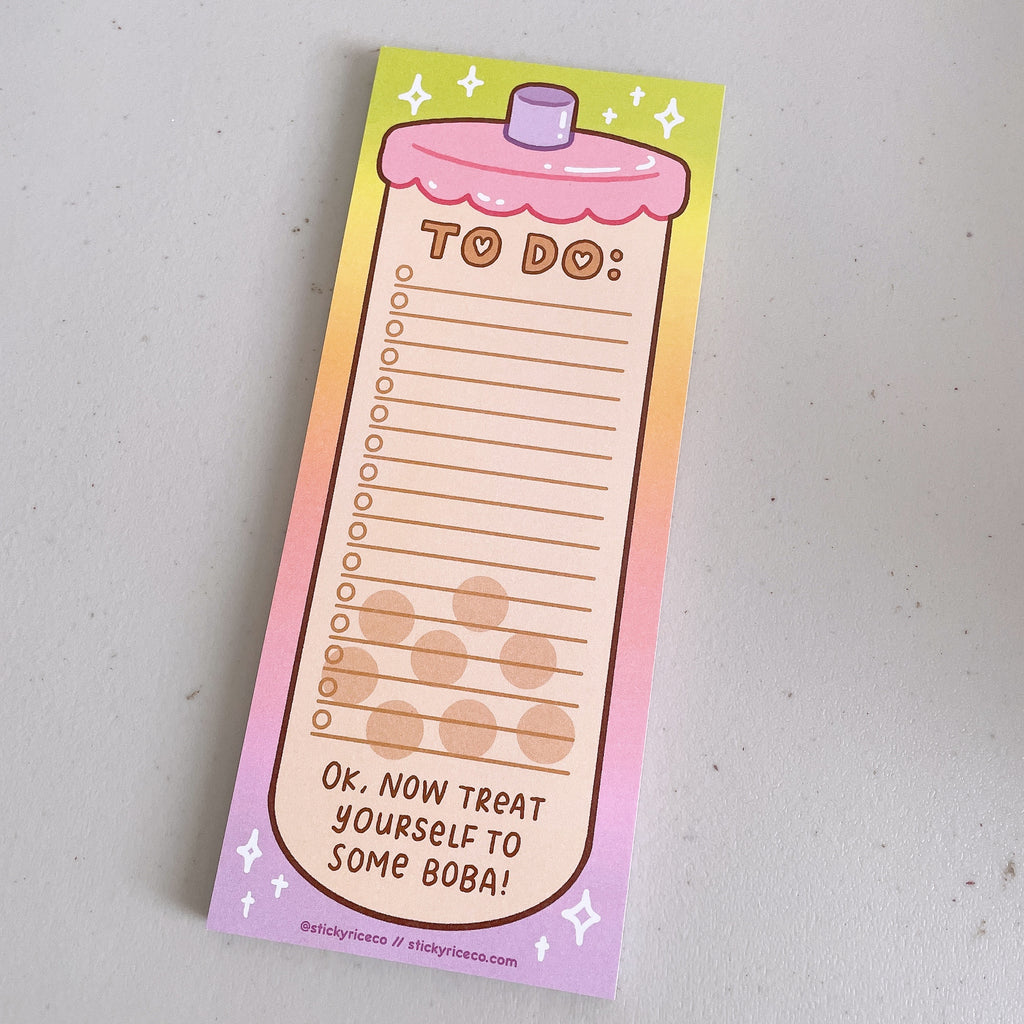 TO DO:
OK, NOW TREAT
YOURSELF TO
SOME BOBA!
@stickyriceco // stickyriceco.com